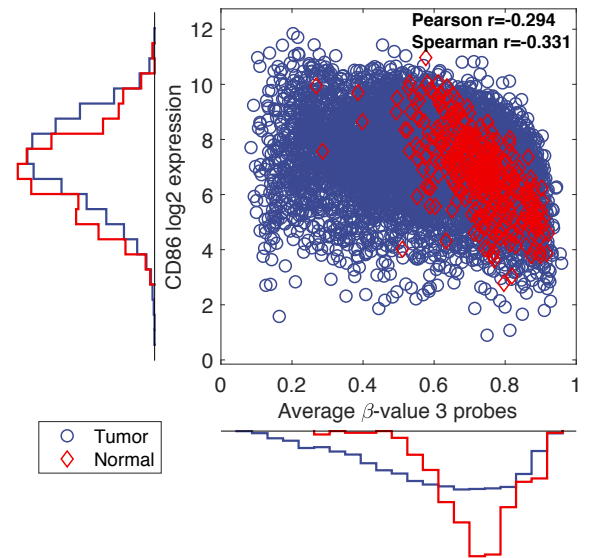 Pearson r=-0.294
Spearman r=-0.331
12
10
8
6
4
2
0
CD86 log2 expression
0
0.2
0.4
0.6
0.8
1
Average β-value 3 probes
Tumor
Normal